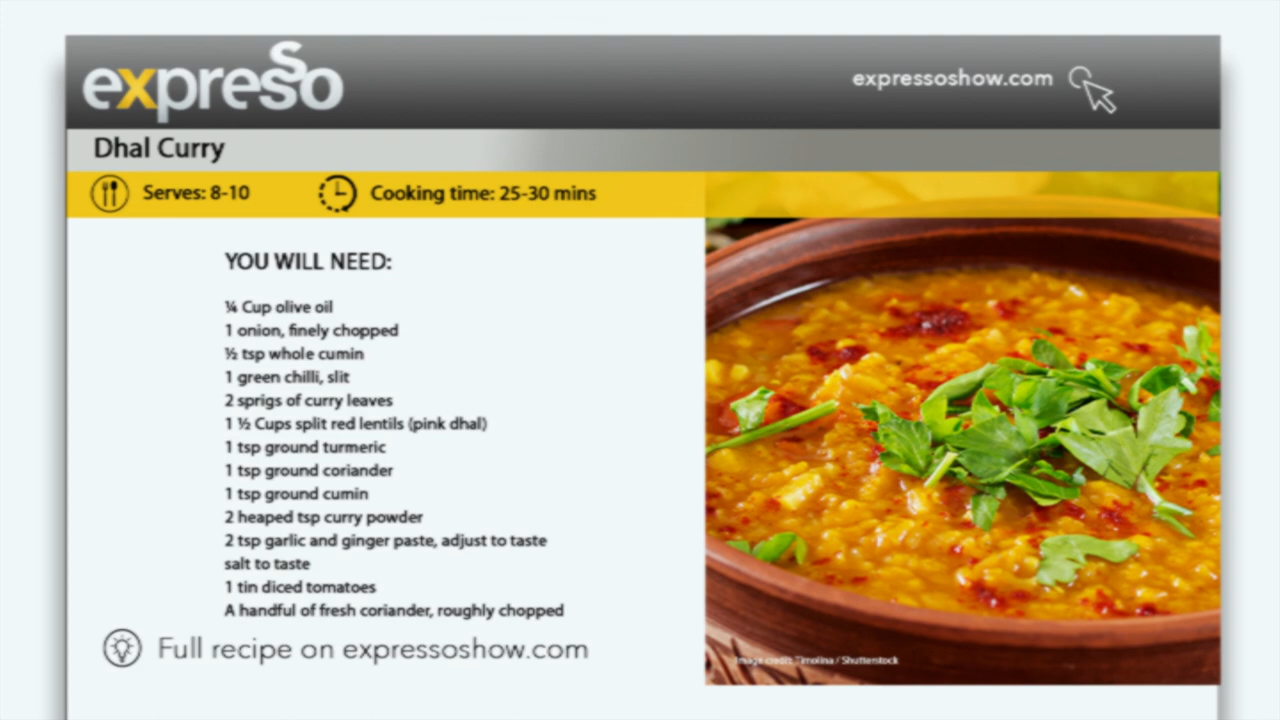 expresso
expressoshow.com
Dhal Curry
Serves: 8-10
Cooking time: 25-30 mins
YOU WILL NEED:
¼ Cup olive oil
1 onion, finely chopped
½ tsp whole cumin
1 green chilli, slit
2 sprigs of curry leaves
1 ½ Cups split red lentils (pink dhal)
1 tsp ground turmeric
1 tsp ground coriander
1 tsp ground cumin
2 heaped tsp curry powder
2 tsp garlic and ginger paste, adjust to taste
salt to taste
1 tin diced tomatoes
A handful of fresh coriander, roughly chopped
Full recipe on expressoshow.com
Image credit: Timolina / Shutterstock